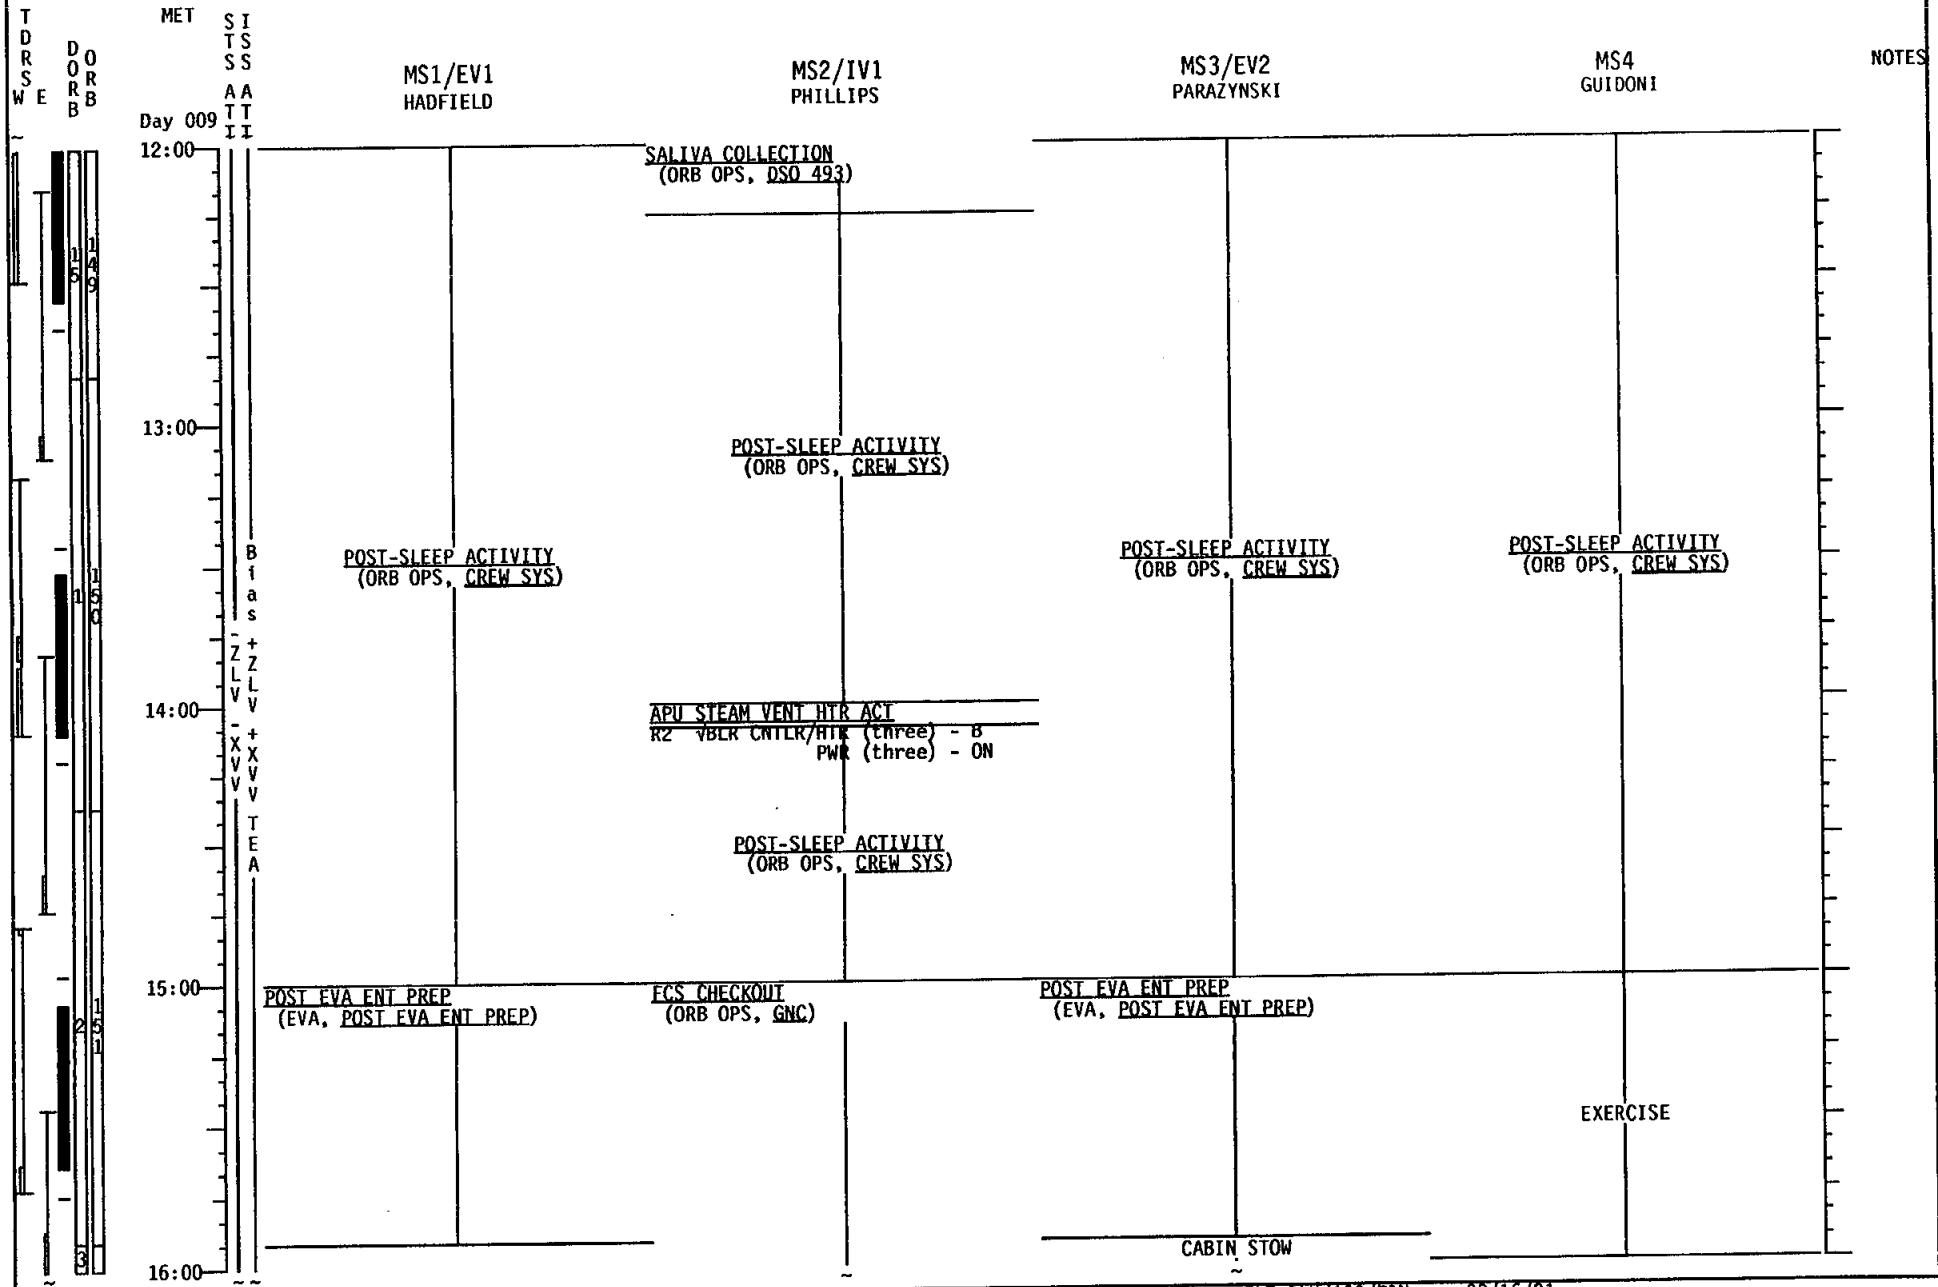 TDRS
W E
DORB
ORB
MET
STS ATT
ISS ATT
MS1/EV1
HADFIELD
MS2/IV1
PHILLIPS
MS3/EV2
PARAZYNSKI
MS4
GUIDONI
NOTES
Day 009
12:00
SALIVA COLLECTION
(ORB OPS, DSO 493)
15
149
13:00
POST-SLEEP ACTIVITY
(ORB OPS, CREW SYS)
POST-SLEEP ACTIVITY
(ORB OPS, CREW SYS)
POST-SLEEP ACTIVITY
(ORB OPS, CREW SYS)
POST-SLEEP ACTIVITY
(ORB OPS, CREW SYS)
1
150
-ZLV -XVV
Bias +ZLV +XVV TEA
14:00
APU STEAM VENT HTR ACT
R2 √BLR CNTLR/HTR (three) - B
PWR (three) - ON
POST-SLEEP ACTIVITY
(ORB OPS, CREW SYS)
15:00
POST EVA ENT PREP
(EVA, POST EVA ENT PREP)
FCS CHECKOUT
(ORB OPS, GNC)
POST EVA ENT PREP
(EVA, POST EVA ENT PREP)
2
151
EXERCISE
CABIN STOW
3
16:00